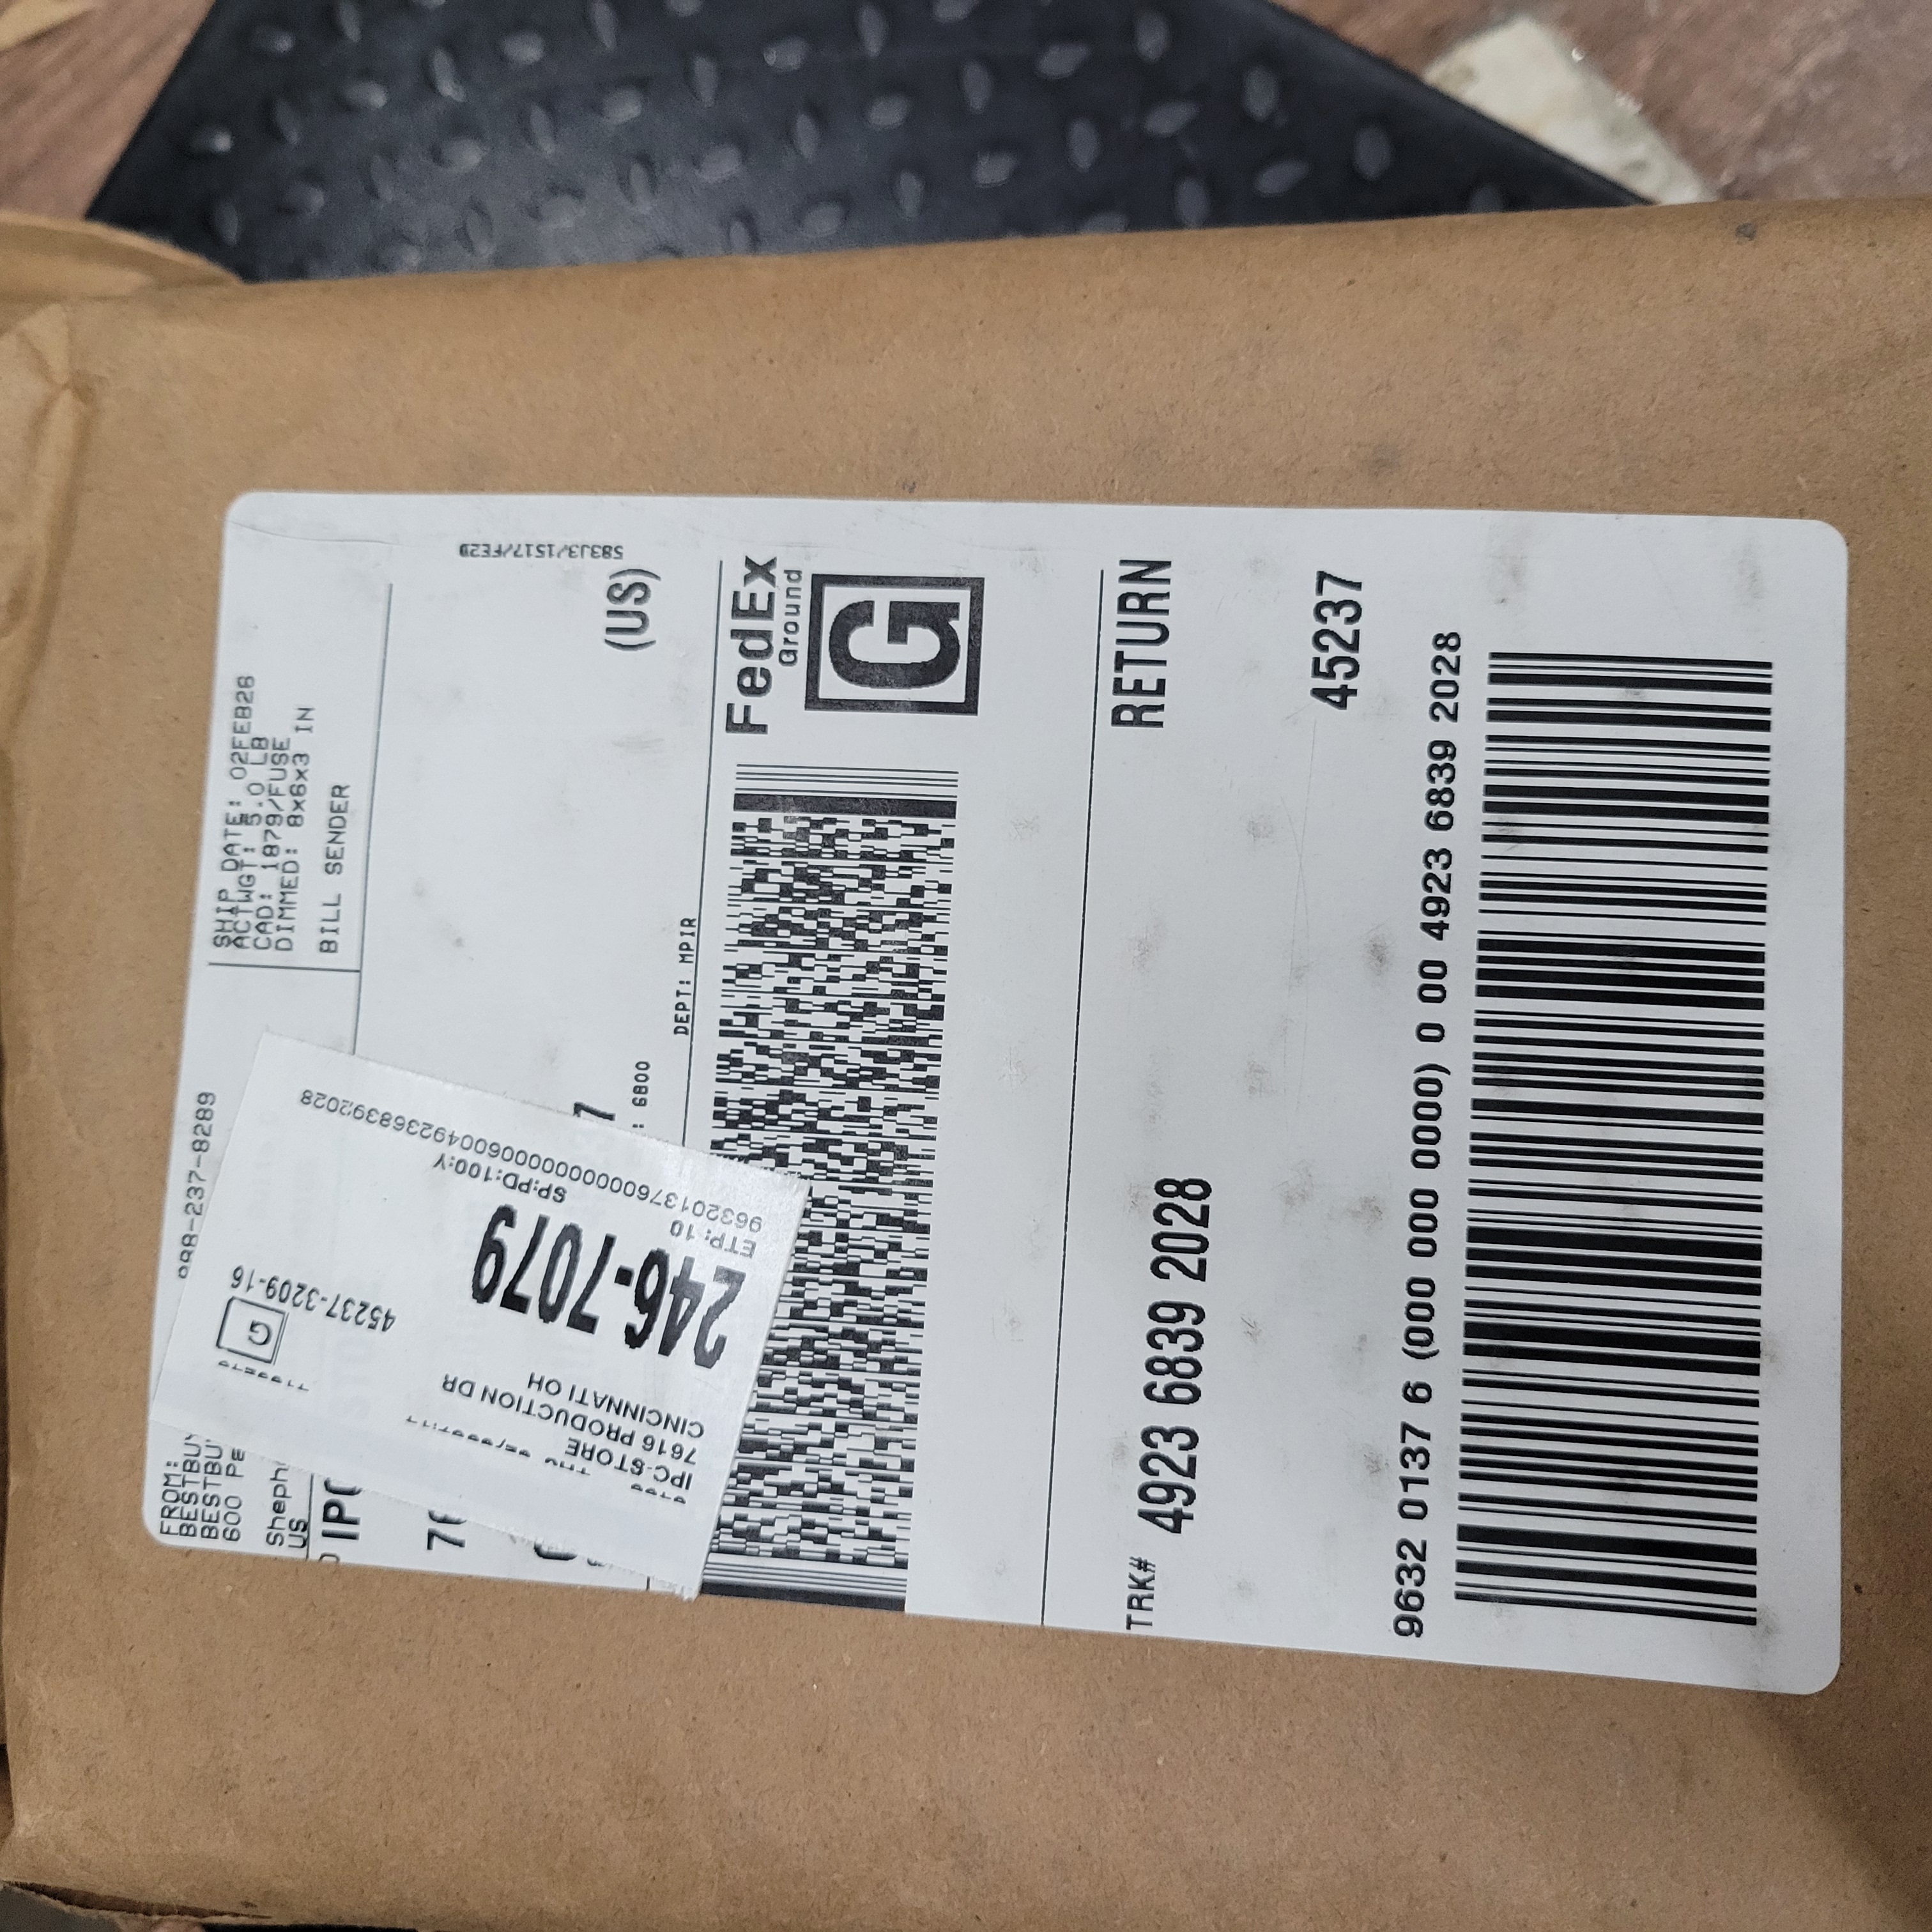 FROM:
BESTBUY
BESTBU
600 PE
Sheph
US
-237-8289
SHIP DATE: 02FEB26
ACTWGT: 5.0 LB
CAD: 1879/FUSE
DIMMED: 8x6x3 IN
BILL SENDER
IPC
(US)
: 6800
DEPT: MPIR
583J3/1517/FE2D
FedEx
Ground
G
RETURN
TRK# 4923 6839 2028
45237
9632 0137 6 (000 000 0000) 0 00 4923 6839 2028
G
45237-3209-16
IPC-STORE
7616 PRODUCTION DR
CINCINNATI OH
246-7079
SP:PD:100:Y
ETP: 10
9632013760000000000600492368392028